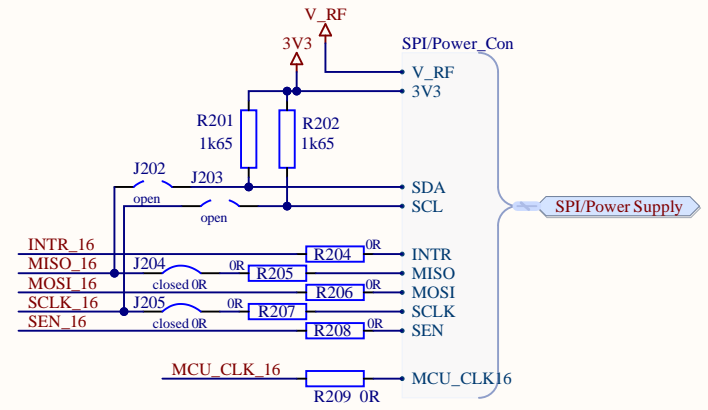 V_RF
3V3
SPI/Power_Con
V_RF
3V3
R201
1k65
R202
1k65
J202
open
J203
open
SDA
SCL
SPI/Power Supply
INTR_16
R204
0R
INTR
MISO_16
J204
closed 0R
0R
R205
MISO
MOSI_16
R206
0R
MOSI
SCLK_16
J205
closed 0R
0R
R207
SCLK
SEN_16
R208
0R
SEN
MCU_CLK_16
R209 0R
MCU_CLK16